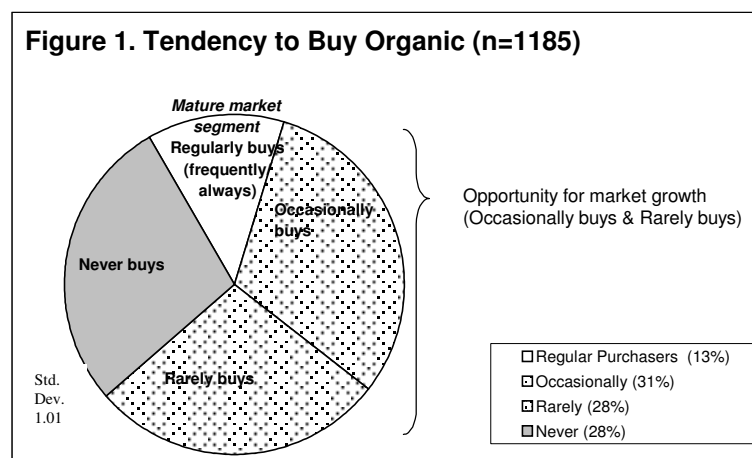 Figure 1. Tendency to Buy Organic (n=1185)
Mature market
segment
Regularly buys
(frequently
always)
Occasionally
buys
Never buys
Rarely buys
Opportunity for market growth
(Occasionally buys & Rarely buys)
Std.
Dev.
1.01
Regular Purchasers (13%)
Occasionally (31%)
Rarely (28%)
Never (28%)